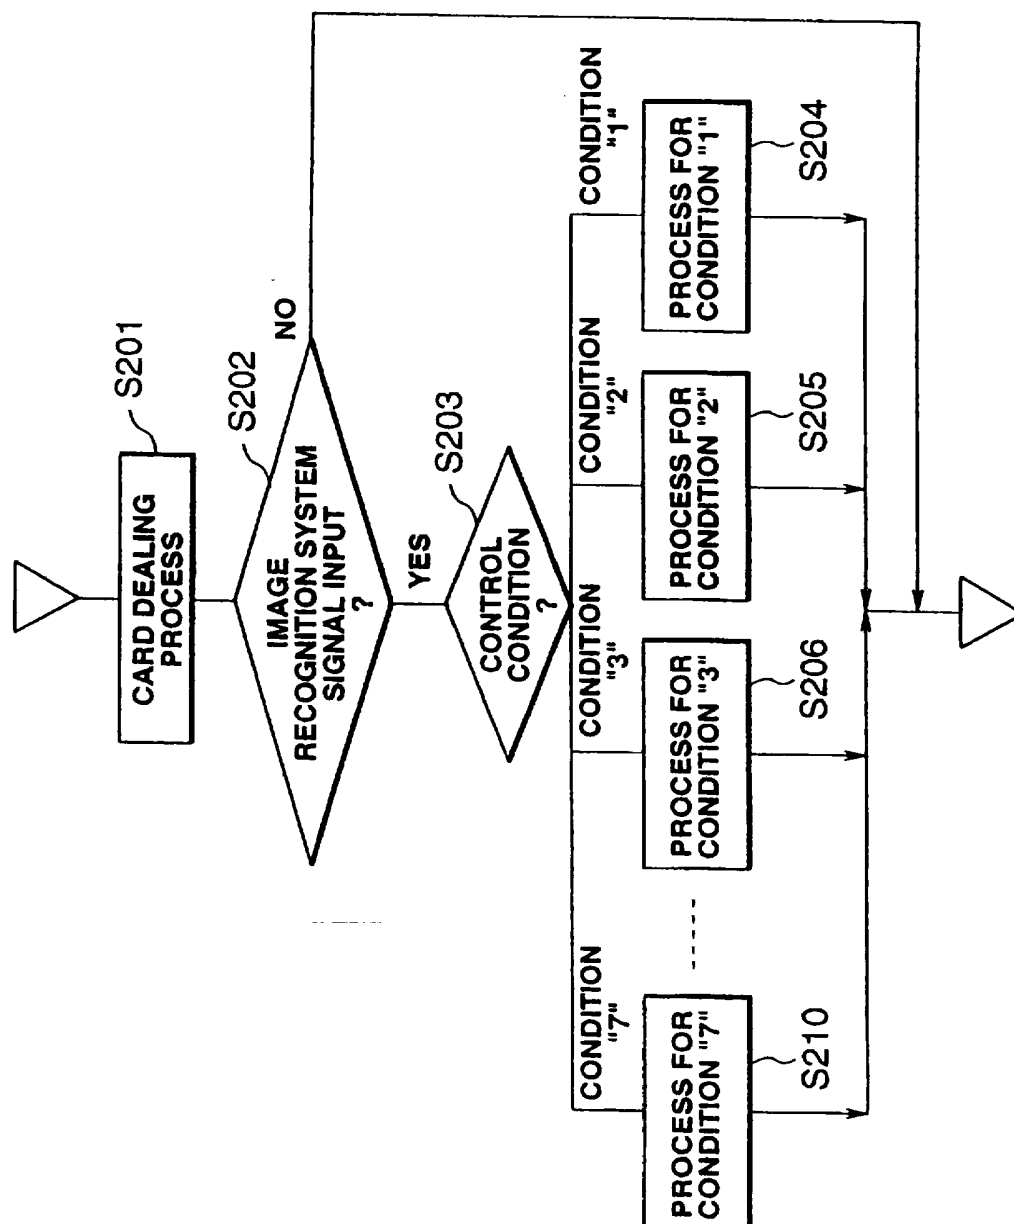 CARD DEALING
PROCESS
S201
IMAGE
RECOGNITION SYSTEM
SIGNAL INPUT
?
S202
NO
YES
CONTROL
CONDITION
?
S203
CONDITION
"7"
CONDITION
"3"
CONDITION
"2"
CONDITION
"1"
PROCESS FOR
CONDITION "7"
S210
PROCESS FOR
CONDITION "3"
S206
PROCESS FOR
CONDITION "2"
S205
PROCESS FOR
CONDITION "1"
S204